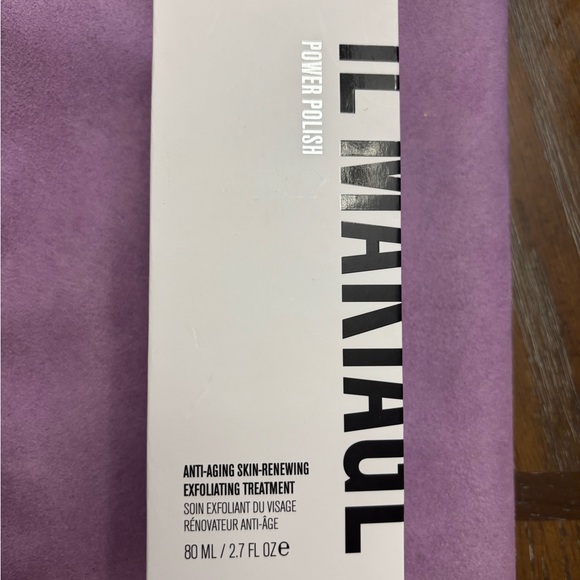 IL MAKIAGE
POWER POLISH
ANTI-AGING SKIN-RENEWING
EXFOLIATING TREATMENT
SOIN EXFOLIANT DU VISAGE
RÉNOVATEUR ANTI-ÂGE
80 ML / 2.7 FL OZ℮